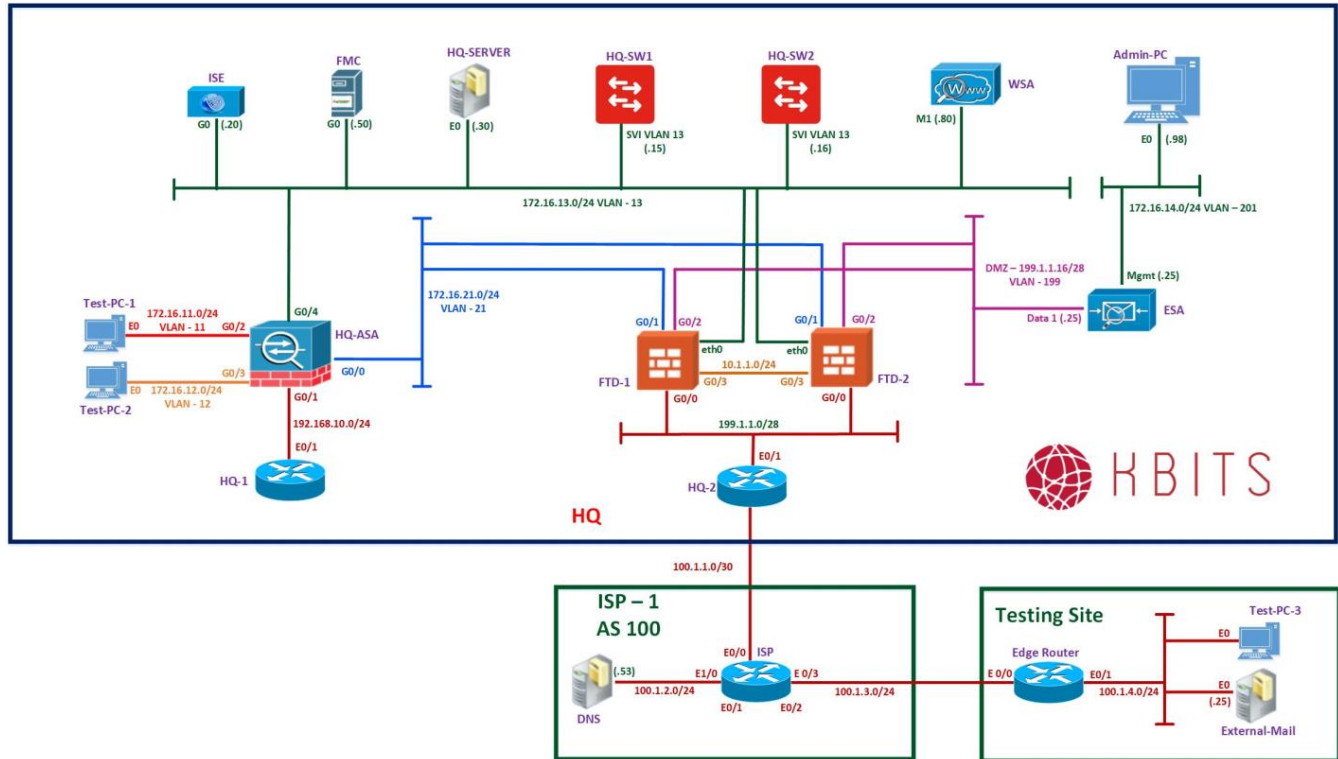 ISE
G0 (.20)
FMC
G0 (.50)
HQ-SERVER
E0 (.30)
HQ-SW1
SVI VLAN 13
(.15)
HQ-SW2
SVI VLAN 13
(.16)
WWW
WSA
M1 (.80)
Admin-PC
E0 (.98)
172.16.13.0/24 VLAN - 13
172.16.14.0/24 VLAN – 201
Test-PC-1
E0
172.16.11.0/24
VLAN - 11
G0/2
G0/4
HQ-ASA
172.16.21.0/24
VLAN - 21
Test-PC-2
E0
172.16.12.0/24
VLAN - 12
G0/3
G0/0
G0/1
192.168.10.0/24
E0/1
HQ-1
G0/1
G0/2
eth0
FTD-1
G0/3
G0/0
10.1.1.0/24
G0/1
G0/2
eth0
G0/3
FTD-2
G0/0
DMZ – 199.1.1.16/28
VLAN - 199
Mgmt (.25)
Data 1 (.25)
ESA
199.1.1.0/28
E0/1
HQ-2
HQ
KBITS
100.1.1.0/30
ISP – 1
AS 100
(.53)
DNS
100.1.2.0/24
E1/0
E0/0
ISP
E 0/3
E0/1
E0/2
100.1.3.0/24
Testing Site
Edge Router
E 0/0
E0/1
100.1.4.0/24
Test-PC-3
E0
E0
(.25)
External-Mail